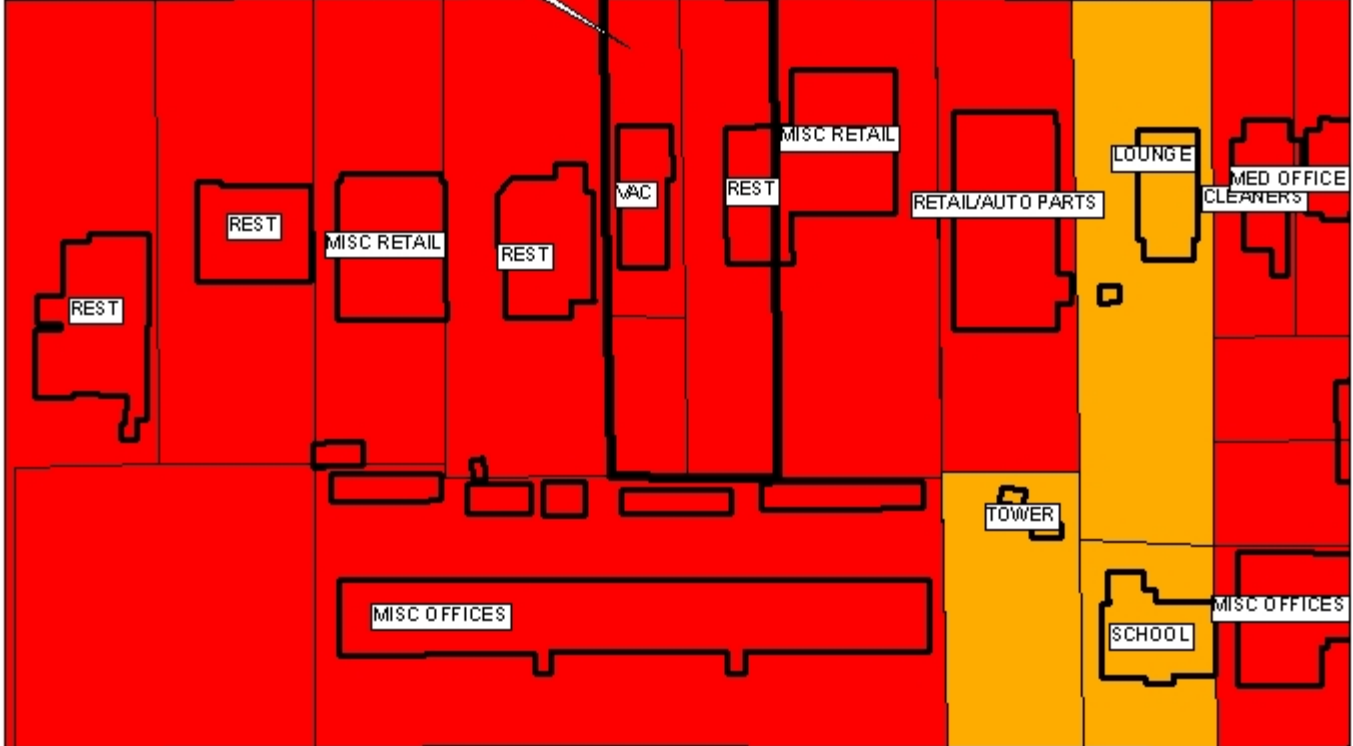 MISC RETAIL
LOUNGE
MED OFFICE
VAC
REST
CLEANERS
RETAIL/AUTO PARTS
REST
MISC RETAIL
REST
REST
TOWER
MISC OFFICES
MISC OFFICES
SCHOOL